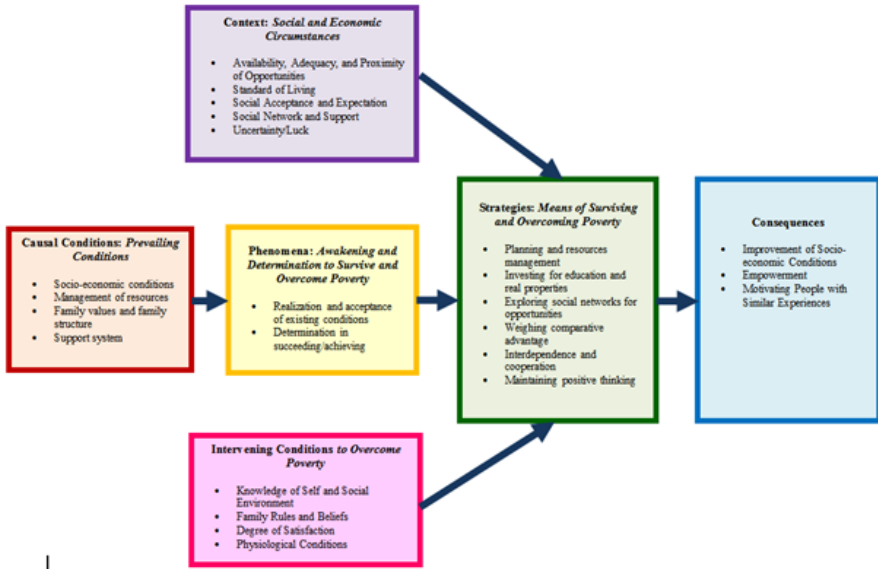 Context: Social and Economic
Circumstances
• Availability, Adequacy, and Proximity
of Opportunities
• Standard of Living
• Social Acceptance and Expectation
• Social Network and Support
• Uncertainty/Luck
Causal Conditions: Prevailing
Conditions
• Socio-economic conditions
• Management of resources
• Family values and family
structure
• Support system
Phenomena: Awakening and
Determination to Survive and
Overcome Poverty
• Realization and acceptance
of existing conditions
• Determination in
succeeding/achieving
Strategies: Means of Surviving
and Overcoming Poverty
• Planning and resources
management
• Investing for education and
real properties
• Exploring social networks for
opportunities
• Weighing comparative
advantage
• Interdependence and
cooperation
• Maintaining positive thinking
Consequences
• Improvement of Socio-
economic Conditions
• Empowerment
• Motivating People with
Similar Experiences
Intervening Conditions to Overcome
Poverty
• Knowledge of Self and Social
Environment
• Family Rules and Beliefs
• Degree of Satisfaction
• Physiological Conditions